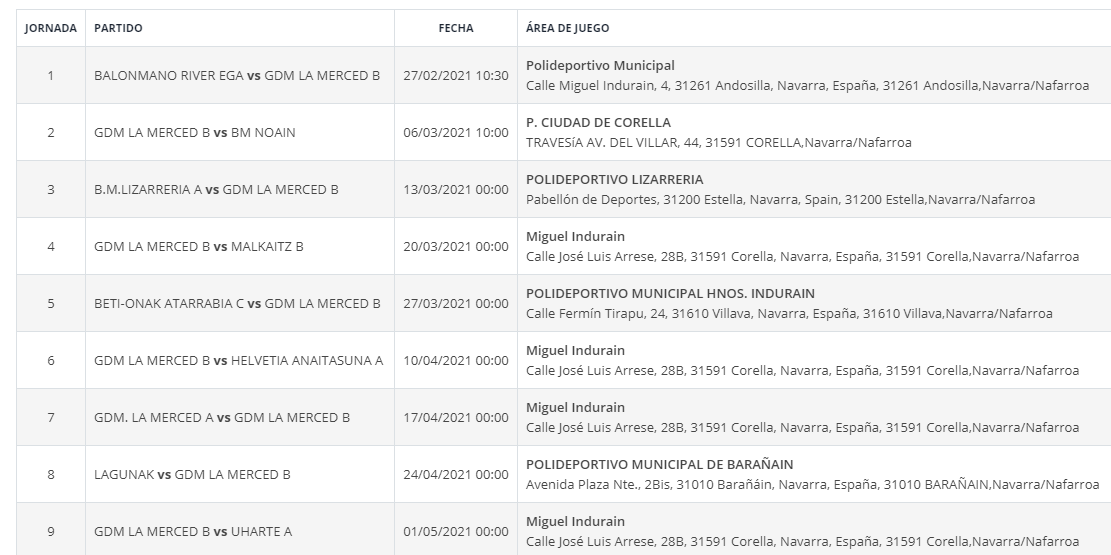 JORNADA PARTIDO FECHA ÁREA DE JUEGO
1 BALONMANO RIVER EGA vs GDM LA MERCED B 27/02/2021 10:30 Polideportivo Municipal
Calle Miguel Indurain, 4, 31261 Andosilla, Navarra, España, 31261 Andosilla,Navarra/Nafarroa
2 GDM LA MERCED B vs BM NOAIN 06/03/2021 10:00 P. CIUDAD DE CORELLA
TRAVESíA AV. DEL VILLAR, 44, 31591 CORELLA,Navarra/Nafarroa
3 B.M.LIZARRERIA A vs GDM LA MERCED B 13/03/2021 00:00 POLIDEPORTIVO LIZARRERIA
Pabellón de Deportes, 31200 Estella, Navarra, Spain, 31200 Estella,Navarra/Nafarroa
4 GDM LA MERCED B vs MALKAITZ B 20/03/2021 00:00 Miguel Indurain
Calle José Luis Arrese, 28B, 31591 Corella, Navarra, España, 31591 Corella,Navarra/Nafarroa
5 BETI-ONAK ATARRABIA C vs GDM LA MERCED B 27/03/2021 00:00 POLIDEPORTIVO MUNICIPAL HNOS. INDURAIN
Calle Fermín Tirapu, 24, 31610 Villava, Navarra, España, 31610 Villava,Navarra/Nafarroa
6 GDM LA MERCED B vs HELVETIA ANAITASUNA A 10/04/2021 00:00 Miguel Indurain
Calle José Luis Arrese, 28B, 31591 Corella, Navarra, España, 31591 Corella,Navarra/Nafarroa
7 GDM. LA MERCED A vs GDM LA MERCED B 17/04/2021 00:00 Miguel Indurain
Calle José Luis Arrese, 28B, 31591 Corella, Navarra, España, 31591 Corella,Navarra/Nafarroa
8 LAGUNAK vs GDM LA MERCED B 24/04/2021 00:00 POLIDEPORTIVO MUNICIPAL DE BARAÑAIN
Avenida Plaza Nte., 2Bis, 31010 Barañáin, Navarra, España, 31010 BARAÑAIN,Navarra/Nafarroa
9 GDM LA MERCED B vs UHARTE A 01/05/2021 00:00 Miguel Indurain
Calle José Luis Arrese, 28B, 31591 Corella, Navarra, España, 31591 Corella,Navarra/Nafarroa